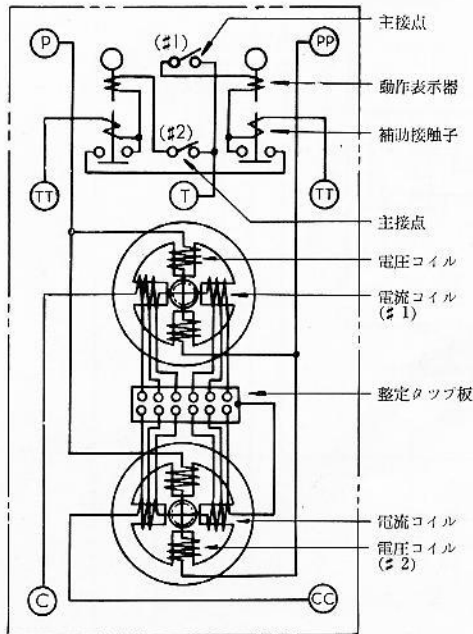 P
(#1)
PP
主接点
動作表示器
(#2)
補助接触子
TT
T
TT
主接点
電圧コイル
電流コイル
(#1)
整定タップ板
電流コイル
電圧コイル
(#2)
C
CC